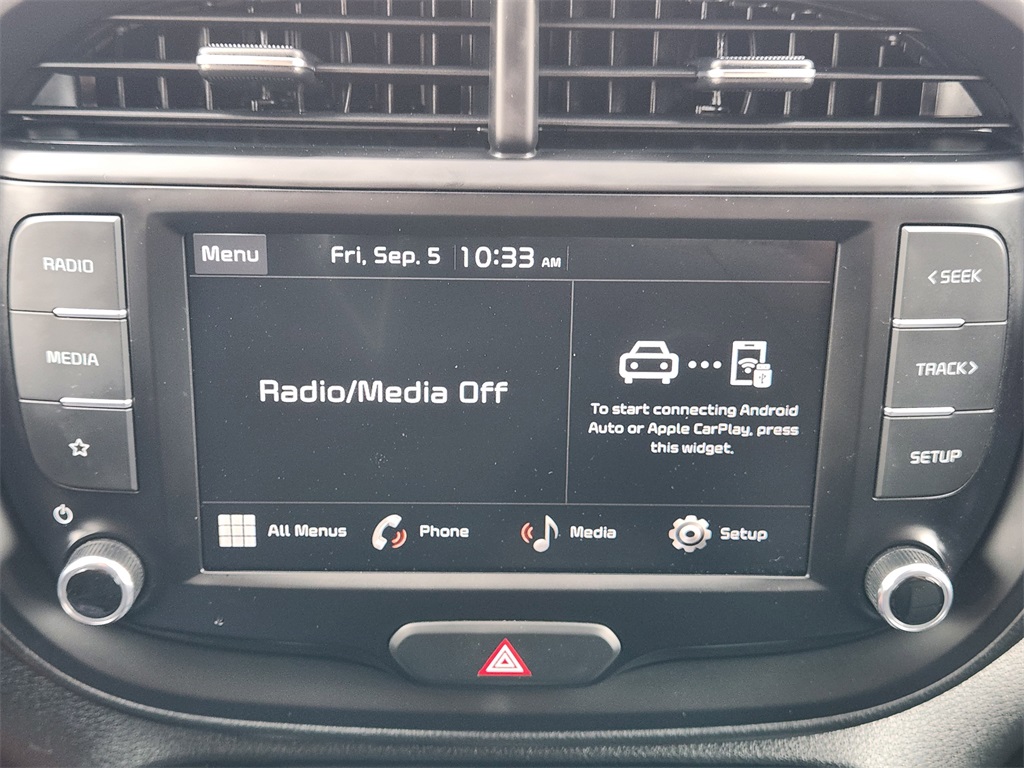 RADIO
MEDIA
Menu
Fri, Sep. 5
10:33 AM
Radio/Media Off
To start connecting Android
Auto or Apple CarPlay, press
this widget.
All Menus
Phone
Media
Setup
< SEEK
TRACK >
SETUP